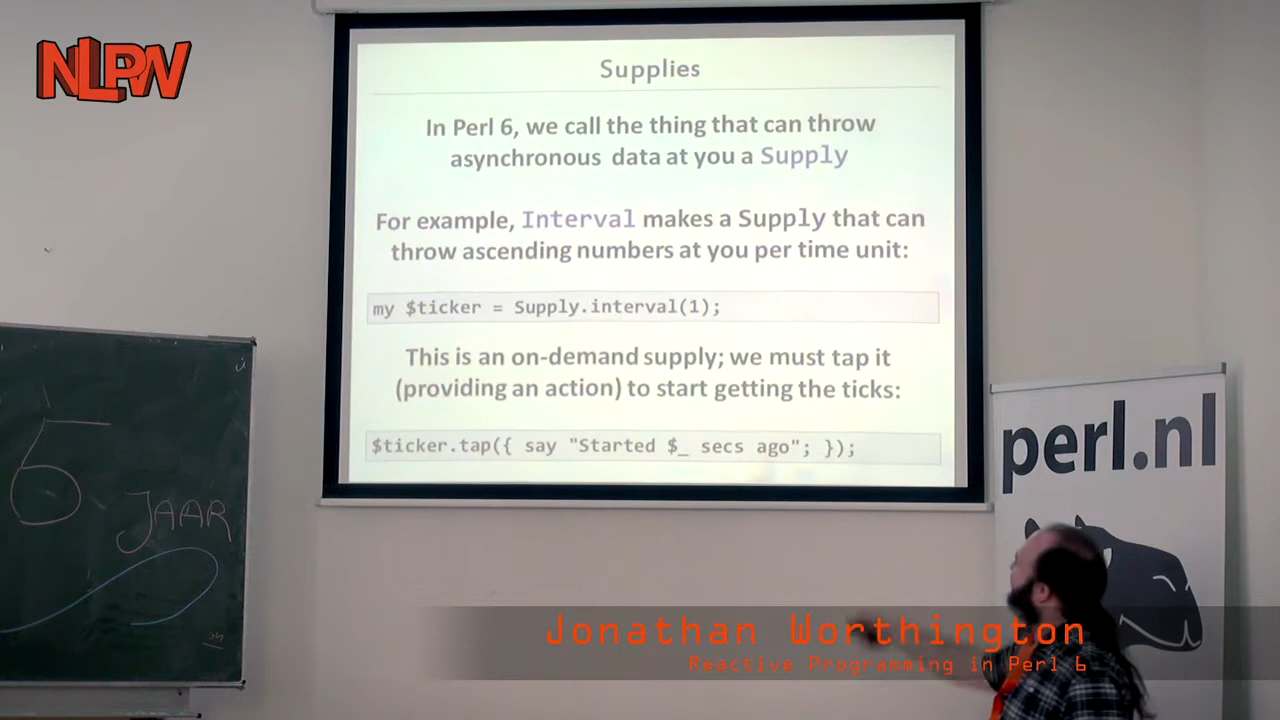 NLPW
Supplies
In Perl 6, we call the thing that can throw
asynchronous data at you a Supply
For example, Interval makes a Supply that can
throw ascending numbers at you per time unit:
my $ticker = Supply.interval(1);
This is an on-demand supply; we must tap it
(providing an action) to start getting the ticks:
$ticker.tap({ say "Started $_ secs ago"; });
5
JAAR
perl.nl
Jonathan Worthington
Reactive Programming in Perl 6